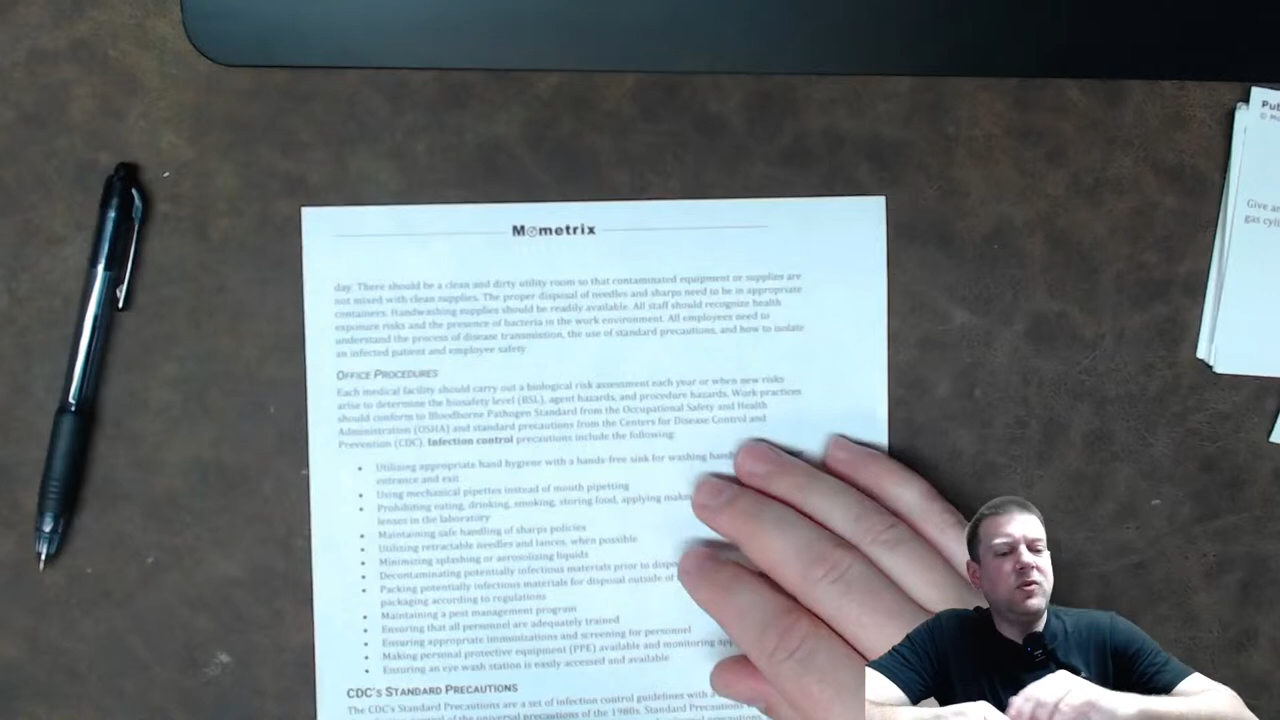 Mometrix
day. There should be a clean and dirty utility room so that contaminated equipment or supplies are
not mixed with clean supplies. The proper disposal of needles and sharps need to be in appropriate
containers. Handwashing supplies should be readily available. All staff should recognize health
exposure risks and the presence of bacteria in the work environment. All employees need to
understand the process of disease transmission, the use of standard precautions, and how to isolate
an infected patient and employee safety
OFFICE PROCEDURES
Each medical facility should carry out a biological risk assessment each year or when new risks
arise to determine the biosafety level (BSL), agent hazards, and procedure hazards. Work practices
should conform to Bloodborne Pathogen Standard from the Occupational Safety and Health
Administration (OSHA) and standard precautions from the Centers for Disease Control and
Prevention (CDC). Infection control precautions include the following:
• Utilizing appropriate hand hygiene with a handy-free sink for washing
entrance and exit
• Using mechanical pipettes instead of mouth pipetting
• Prohibiting eating, drinking, smoking, storing food, applying
lenses in the laboratory
• Maintaining safe handling of sharps policies
• Utilizing retractable needles and lances, when possible
• Minimizing splashing or aerosolizing liquids
• Decontaminating potentially infectious materials prior to
• Packing potentially infectious materials for disposal outside of
packaging according to regulations
• Maintaining a pest management program
• Ensuring that all personnel are adequately trained
• Ensuring appropriate immunizations and screening for personnel
• Making personal protective equipment (PPE) available and monitoring
• Ensuring an eye wash station is easily accessed and available
CDC's STANDARD PRECAUTIONS
The CDC's Standard Precautions are a set of infection control guidelines with
of the universal precautions of the 1980s. Standard Precautions
Give
gas